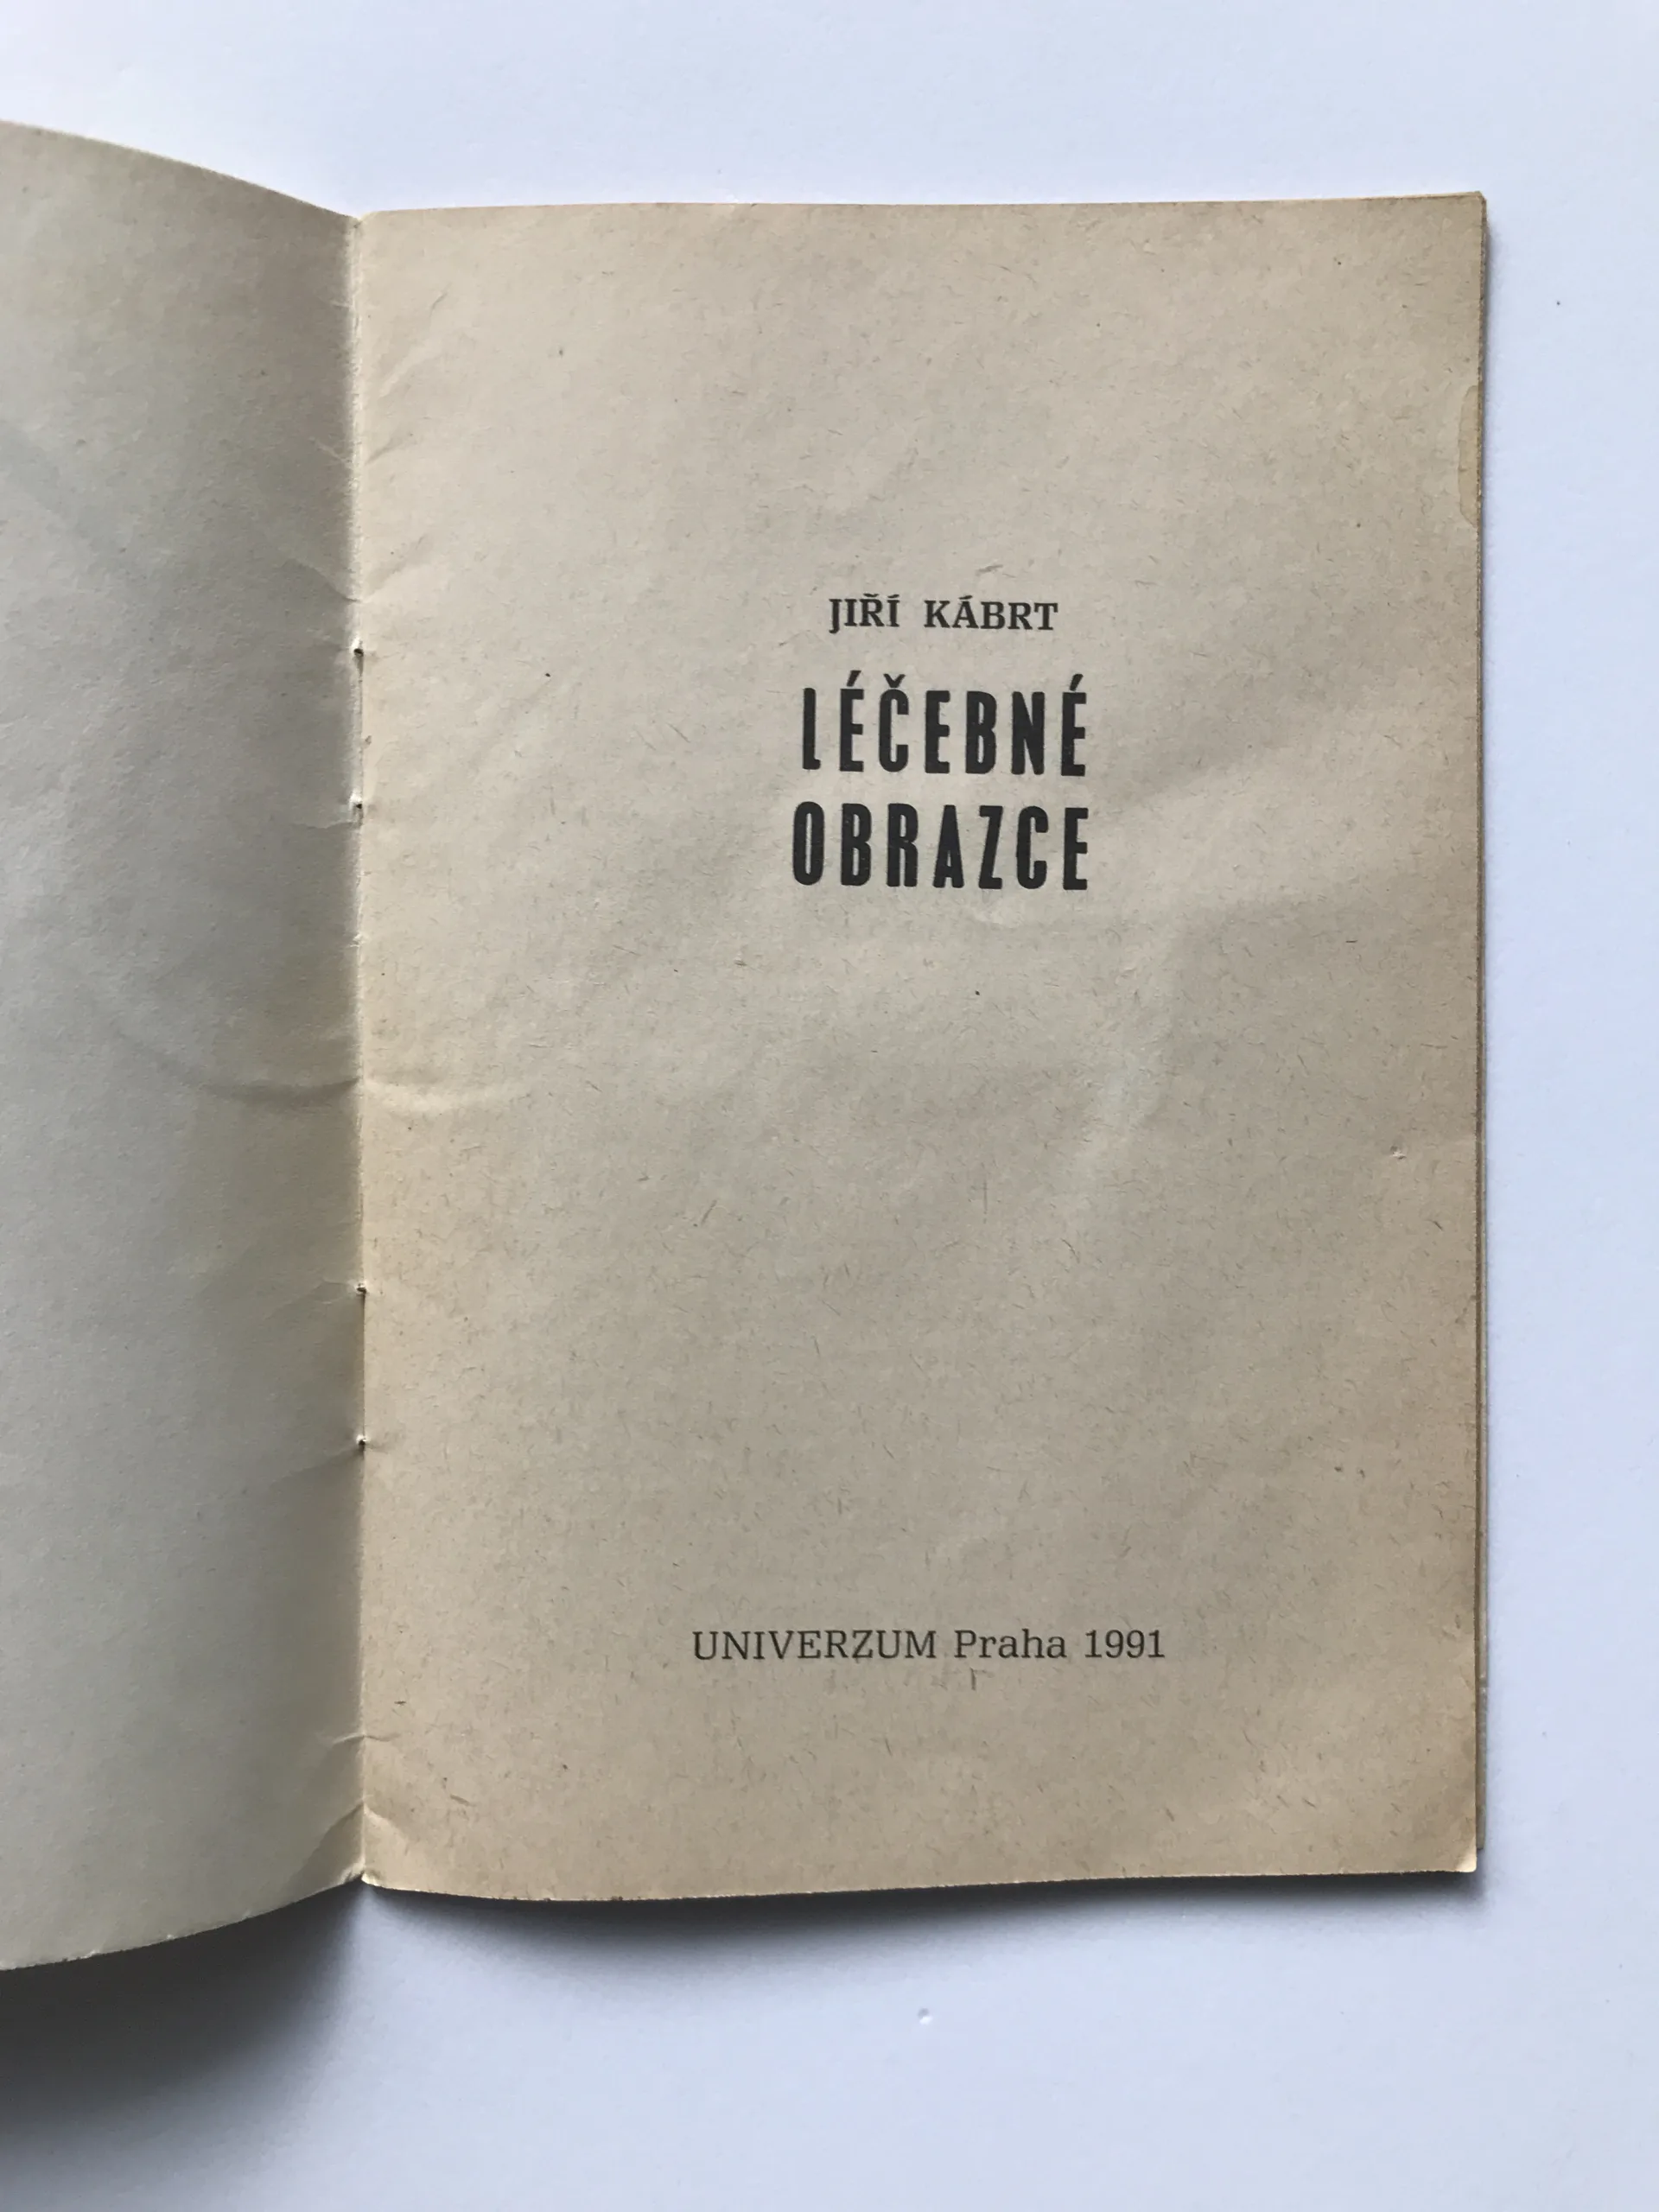 JIŘÍ KÁBRT
LÉČEBNÉ
OBRAZCE
UNIVERZUM Praha 1991